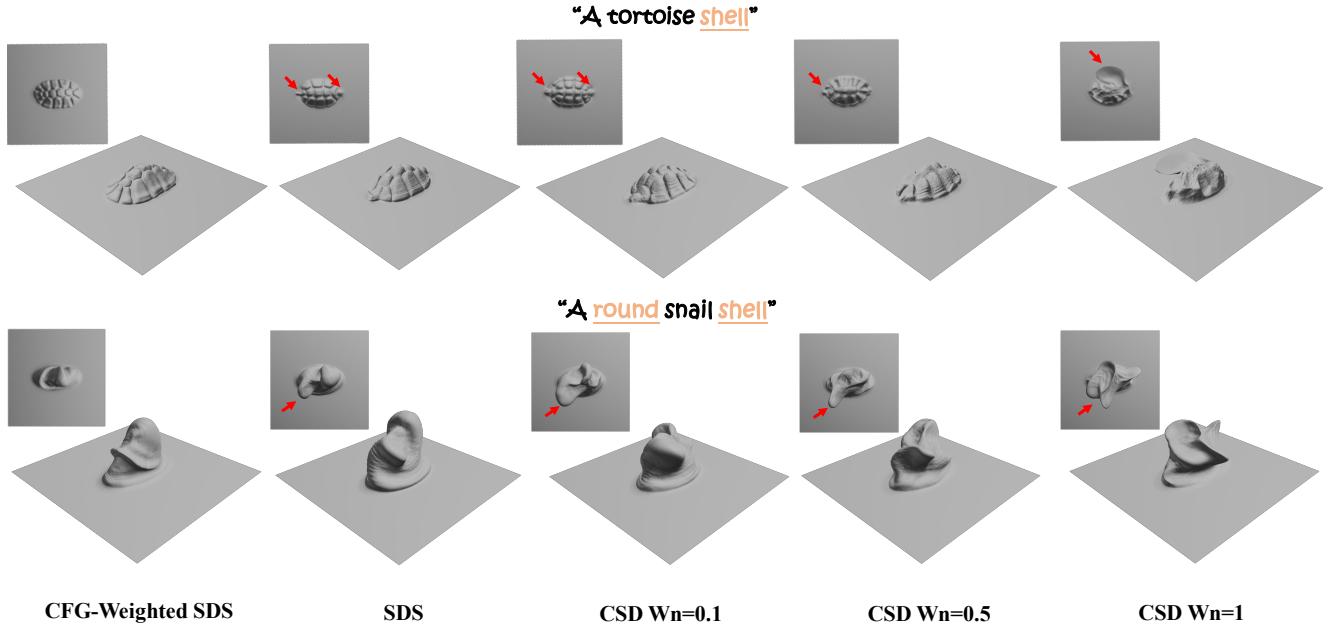 “A tortoise shell”
“A round snail shell”
CFG-Weighted SDS SDS CSD Wn=0.1 CSD Wn=0.5 CSD Wn=1